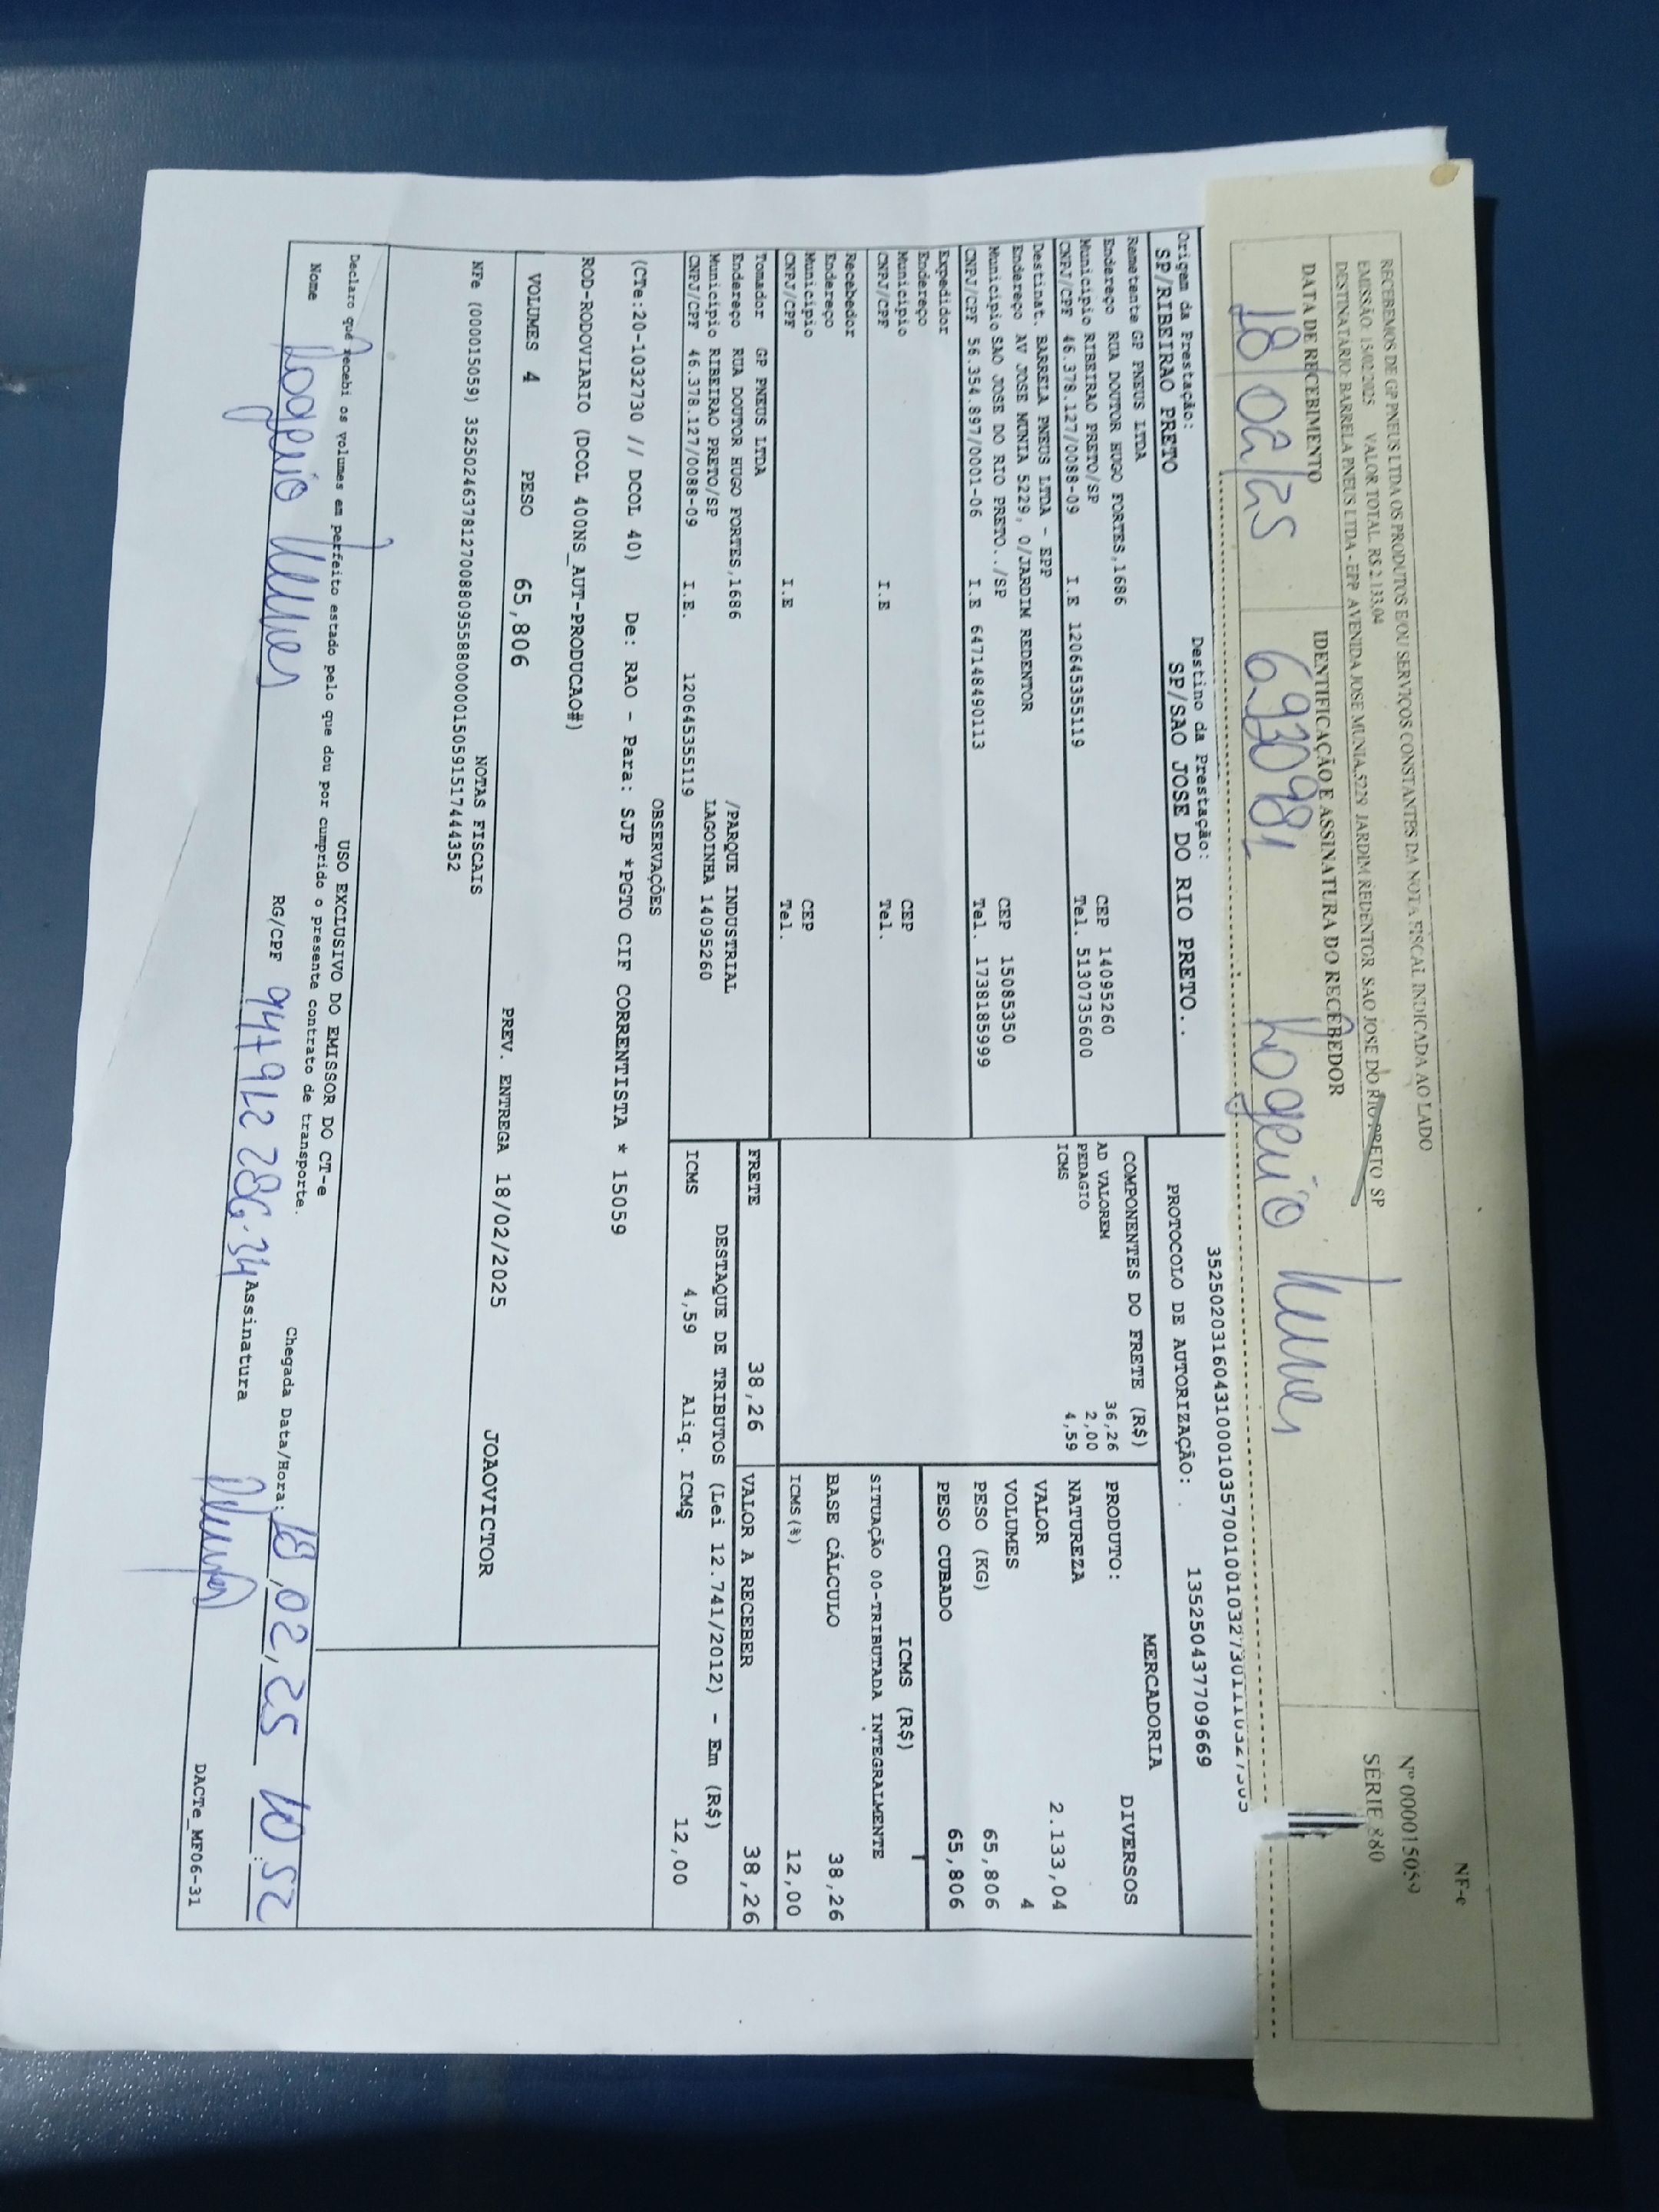 RECEBEMOS DE GP PNEUS LTDA OS PRODUTOS E/OU SERVIÇOS CONSTANTES DA NOTA FISCAL INDICADA AO LADO
EMISSÃO: 15/02/2025 VALOR TOTAL: R$ 2.133,04
DESTINATÁRIO: BARRELA PNEUS LTDA - EPP AVENIDA JOSE MUNIA,5229 JARDIM REDENTOR SAO JOSE DO RIO PRETO SP
NF-e
Nº 000015059
SÉRIE 880
DATA DE RECEBIMENTO
IDENTIFICAÇÃO E ASSINATURA DO RECEBEDOR
18/02/25
6930981 Rogerio Nunes
Origem da Prestação:
SP/RIBEIRAO PRETO
Destino da Prestação:
SP/SAO JOSE DO RIO PRETO..
PROTOCOLO DE AUTORIZAÇÃO:
135250437709669
Remetente GP PNEUS LTDA
Endereço RUA DOUTOR HUGO FORTES,1686
Município RIBEIRAO PRETO/SP CEP 14095260
CNPJ/CPF 46.378.127/0088-09 I.E 120645355119 Tel. 5130735600
Destinat. BARRELA PNEUS LTDA - EPP
Endereço AV JOSE MUNIA 5229, 0/JARDIM REDENTOR
Município SAO JOSE DO RIO PRETO../SP CEP 15085350
CNPJ/CPF 56.354.897/0001-06 I.E 647148490113 Tel. 1738185999
Expedidor
Endereço
Município CEP
CNPJ/CPF I.E Tel.
Recebedor
Endereço
Município CEP
CNPJ/CPF I.E Tel.
Tomador GP PNEUS LTDA
Endereço RUA DOUTOR HUGO FORTES,1686 /PARQUE INDUSTRIAL
Município RIBEIRAO PRETO/SP LAGOINHA 14095260
CNPJ/CPF 46.378.127/0088-09 I.E. 120645355119
COMPONENTES DO FRETE (R$)
AD VALOREM 36,26
PEDAGIO 2,00
ICMS 4,59
MERCADORIA
PRODUTO: DIVERSOS
NATUREZA
VALOR 2.133,04
VOLUMES 4
PESO (KG) 65,806
PESO CUBADO 65,806
ICMS (R$)
SITUAÇÃO 00-TRIBUTADA INTEGRALMENTE
BASE CÁLCULO 38,26
ICMS(%) 12,00
FRETE 38,26
VALOR A RECEBER 38,26
DESTAQUE DE TRIBUTOS (Lei 12.741/2012) - Em (R$)
ICMS 4,59 Aliq. ICMS 12,00
OBSERVAÇÕES
(CTe:20-1032730 // DCOL 40) De: RAO - Para: SJP *PGTO CIF CORRENTISTA * 15059
ROD-RODOVIARIO (DCOL 400NS_AUT-PRODUCAO#)
VOLUMES 4 PESO 65,806 PREV. ENTREGA 18/02/2025 JOAOVICTOR
NOTAS FISCAIS
NFe (000015059) 35250246378127008809558800000150591517444352
USO EXCLUSIVO DO EMISSOR DO CT-e
Declaro que recebi os volumes em perfeito estado pelo que dou por cumprido o presente contrato de transporte.
Chegada Data/Hora: 18,02,25 10:52
Nome Rogerio Nunes RG/CPF Assinatura
DACTe_MF06-31